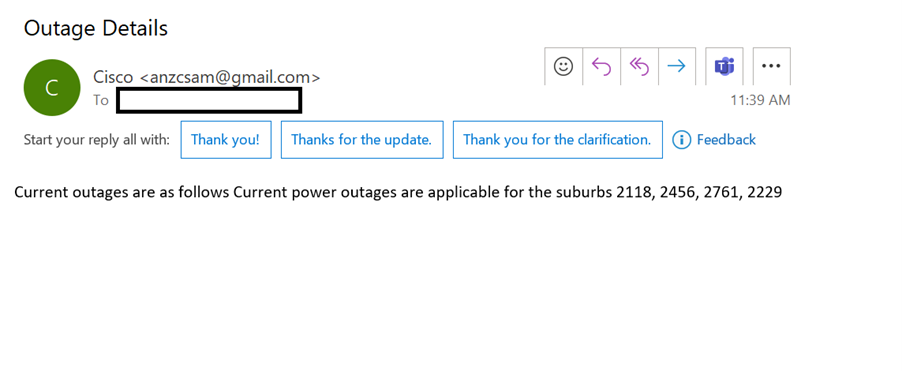 Outage Details
C
Cisco <anzcsam@gmail.com>
To
11:39 AM
Start your reply all with: Thank you! Thanks for the update. Thank you for the clarification. Feedback
Current outages are as follows Current power outages are applicable for the suburbs 2118, 2456, 2761, 2229